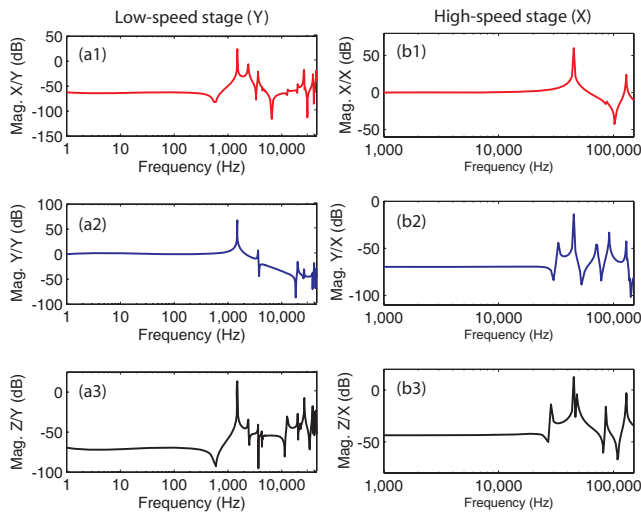 Low-speed stage (Y)
High-speed stage (X)
(a1)
Mag. X/Y (dB)
50
0
-50
-100
-150
1
10
100
1,000
10,000
Frequency (Hz)
(b1)
Mag. X/X (dB)
50
0
-50
1,000
10,000
100,000
Frequency (Hz)
(a2)
Mag. Y/Y (dB)
100
50
0
-50
-100
1
10
100
1,000
10,000
Frequency (Hz)
(b2)
Mag. Y/X (dB)
0
-50
-100
1,000
10,000
100,000
Frequency (Hz)
(a3)
Mag. Z/Y (dB)
0
-50
-100
1
10
100
1,000
10,000
Frequency (Hz)
(b3)
Mag. Z/X (dB)
0
-50
1,000
10,000
100,000
Frequency (Hz)